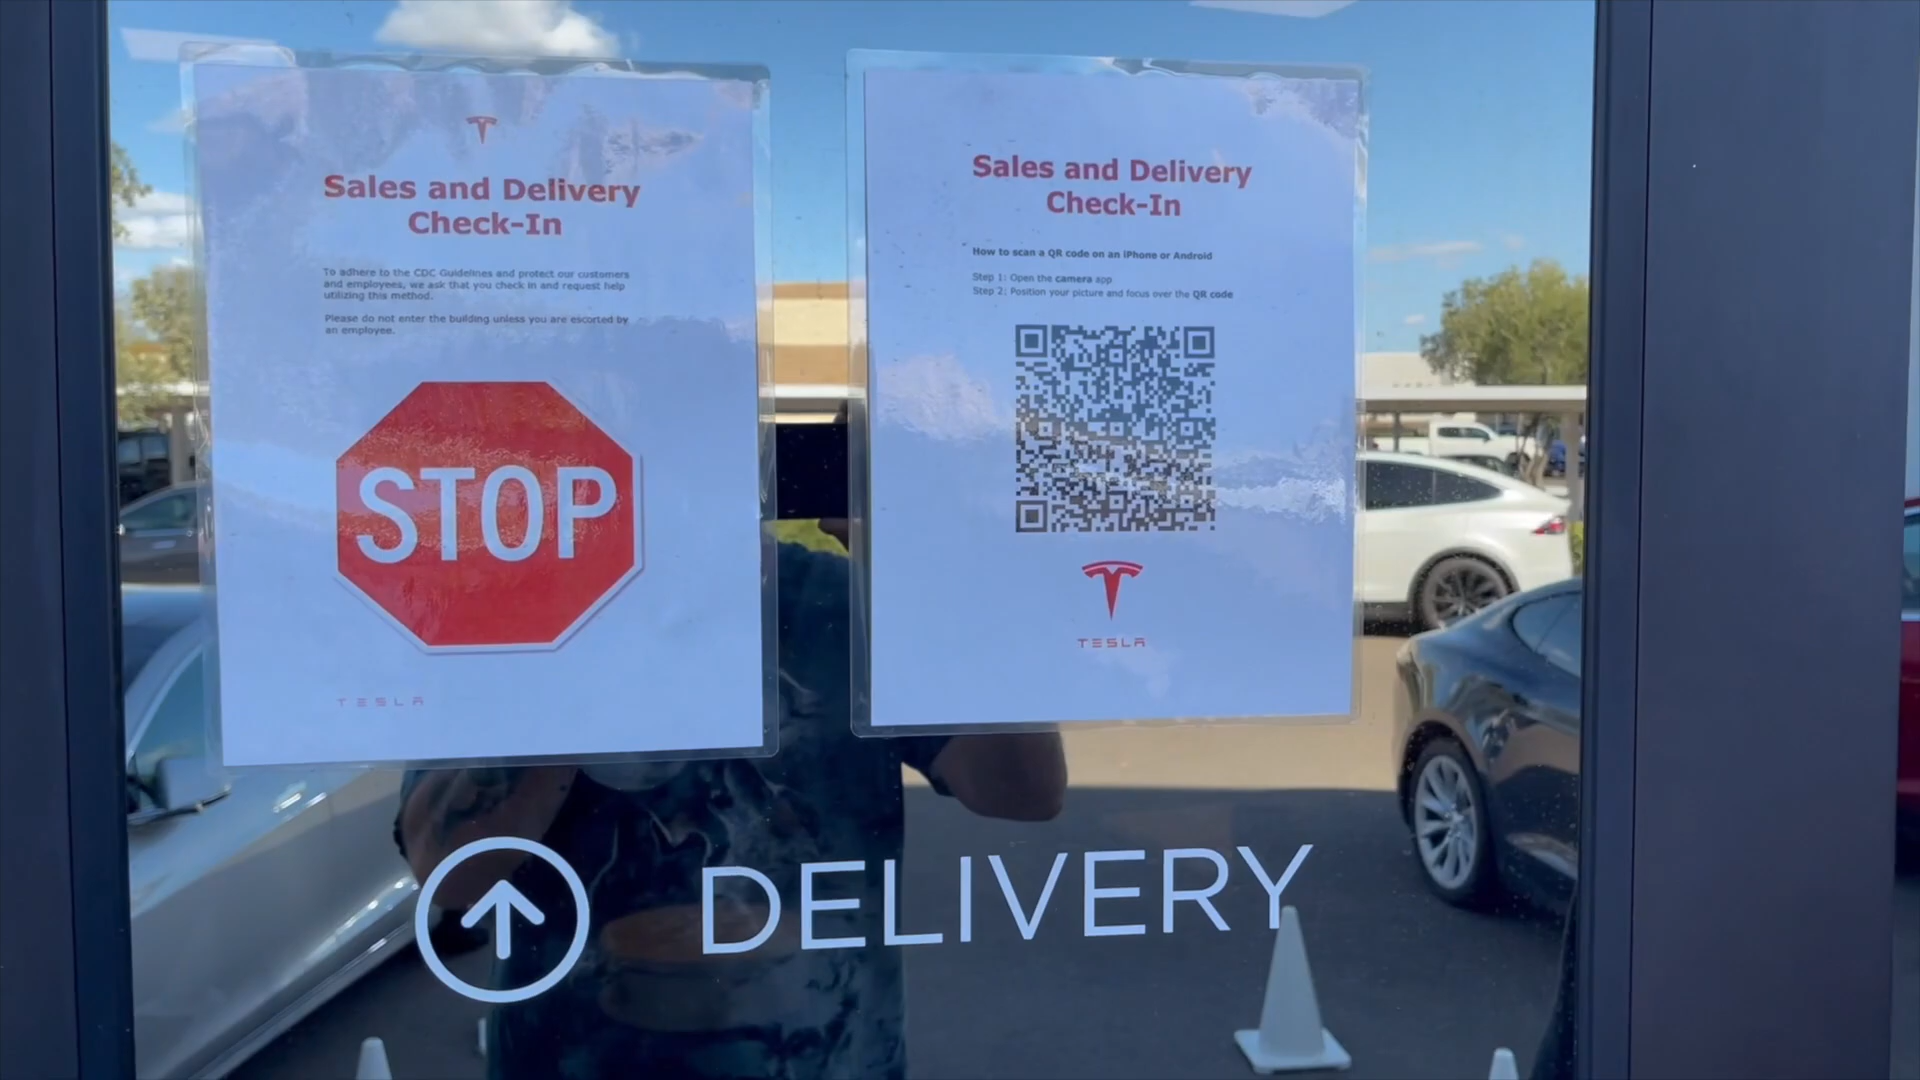 Sales and Delivery
Check-In
To adhere to the CDC Guidelines and protect our customers
and employees, we ask that you check in and request help
utilizing this method.
Please do not enter the building unless you are escorted by
an employee.
STOP
TESLA
Sales and Delivery
Check-In
How to scan a QR code on an iPhone or Android
Step 1: Open the camera app
Step 2: Position your picture and focus over the QR code
TESLA
DELIVERY